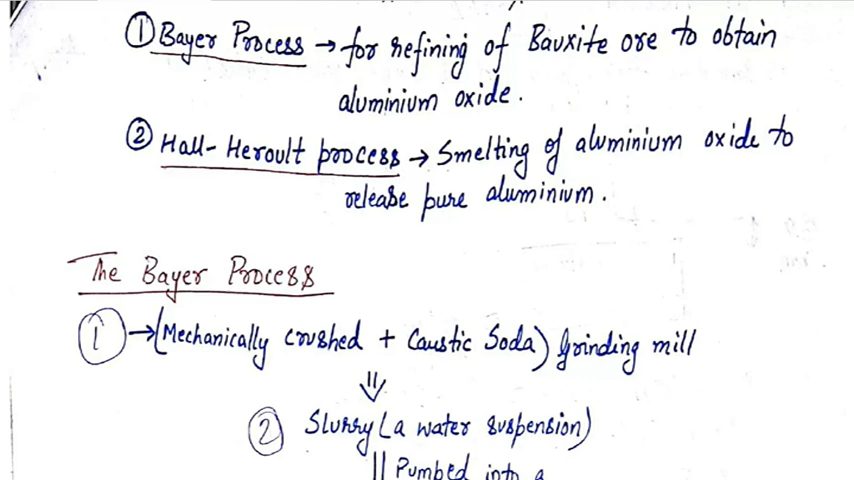 ① Bayer Process → for refining of Bauxite ore to obtain
aluminium oxide.
② Hall-Heroult process → Smelting of aluminium oxide to
release pure aluminium.
The Bayer Process
① → (Mechanically crushed + Caustic Soda) Grinding mill
⇓
② Slurry (a water suspension)
|| Pumbed into a